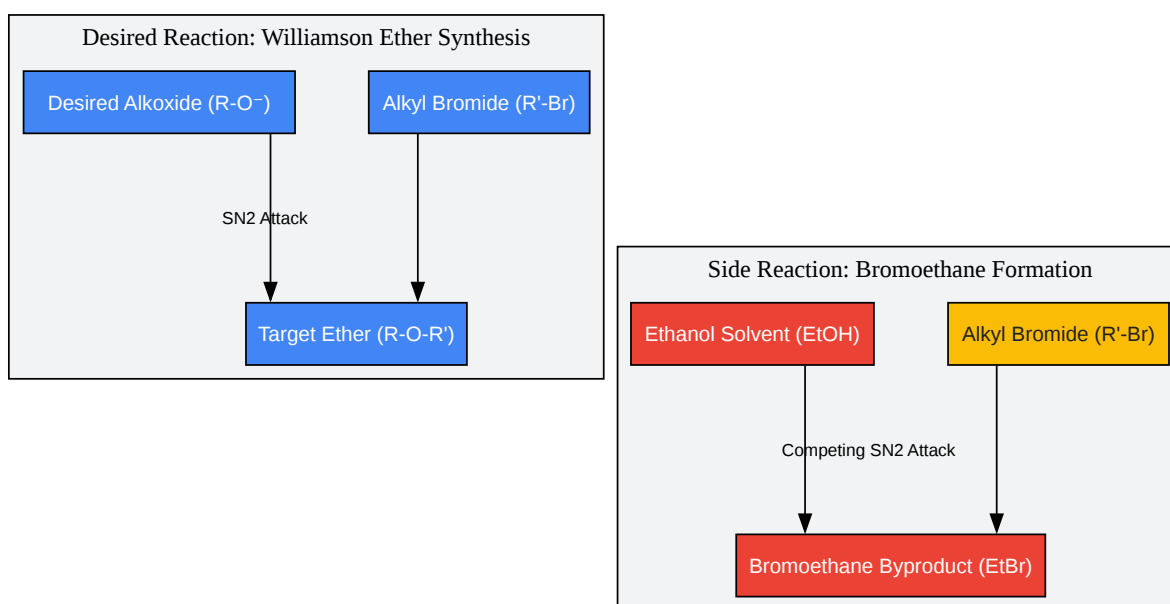 Desired Reaction: Williamson Ether Synthesis
Desired Alkoxide (R-O⁻)
Alkyl Bromide (R'-Br)
SN2 Attack
Target Ether (R-O-R')
Side Reaction: Bromoethane Formation
Ethanol Solvent (EtOH)
Alkyl Bromide (R'-Br)
Competing SN2 Attack
Bromoethane Byproduct (EtBr)